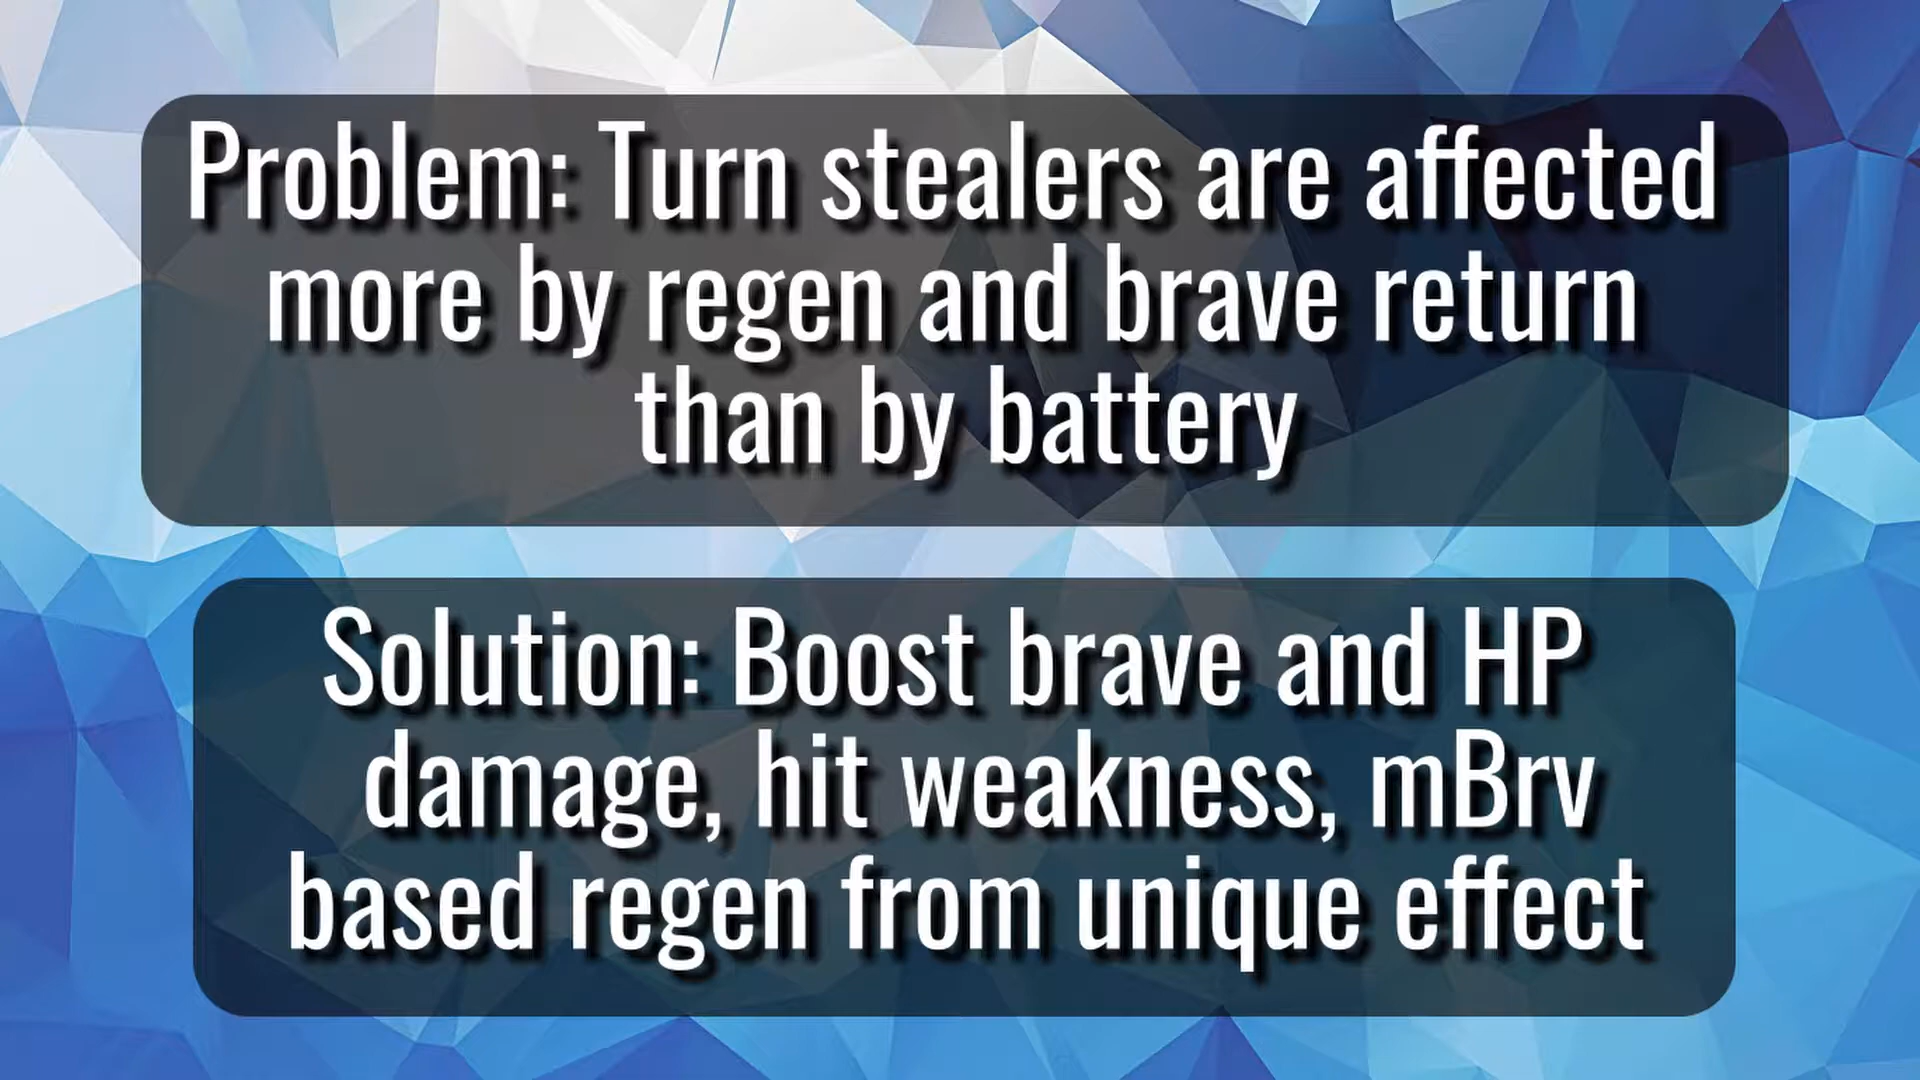 Problem: Turn stealers are affected
more by regen and brave return
than by battery
Solution: Boost brave and HP
damage, hit weakness, mBrv
based regen from unique effect